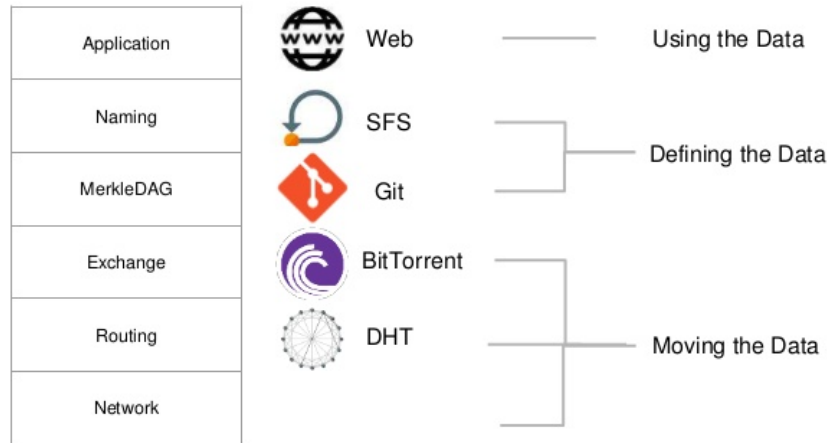 Application
www
Web
Using the Data
Naming
SFS
Defining the Data
MerkleDAG
Git
Exchange
BitTorrent
Routing
DHT
Moving the Data
Network